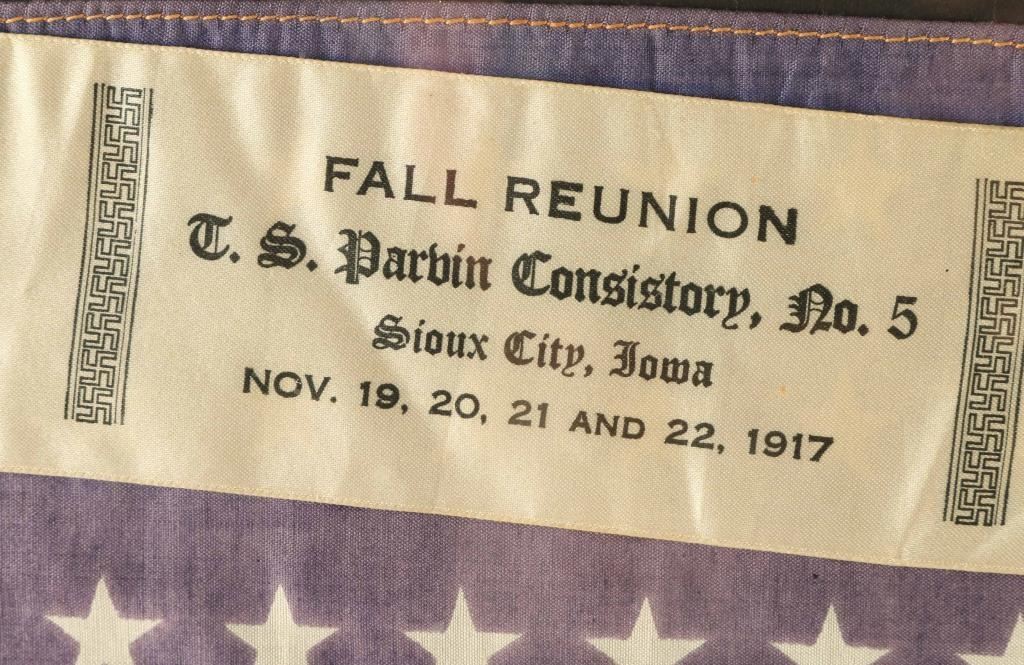 FALL REUNION
T. S. Parvin Consistory, No. 5
Sioux City, Iowa
NOV. 19, 20, 21 AND 22, 1917